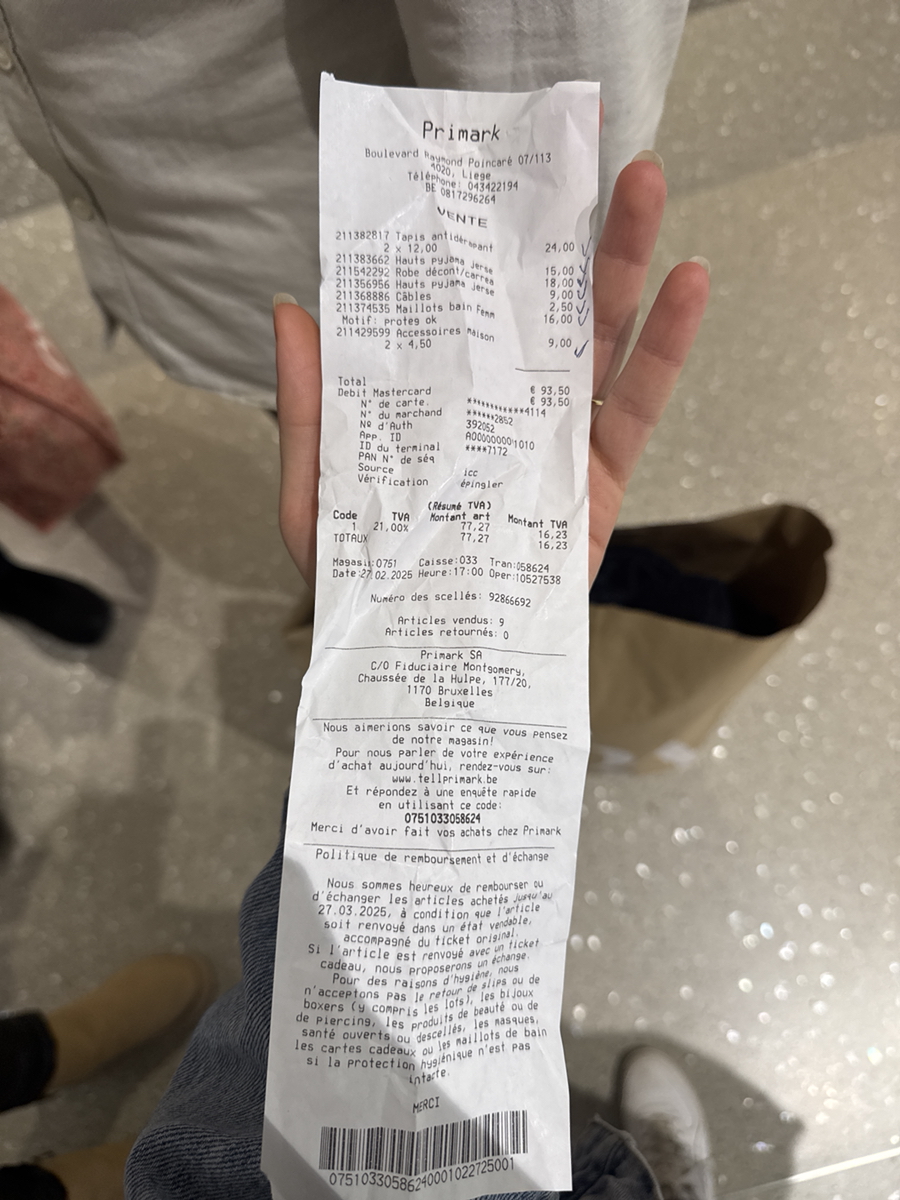 Primark
Boulevard Raymond Poincaré 07/113
4020, Liege
Téléphone: 043422194
BE 0817296264
VENTE
211382817 Tapis antidérapant 24,00
2 x 12,00
211383662 Hauts pyjama jerse 15,00
211542292 Robe décont/carrea 18,00
211356956 Hauts pyjama jerse 9,00
211368886 Câbles 2,50
211374535 Maillots bain Femm 16,00
Motif: proteg ok
211429599 Accessoires maison 9,00
2 x 4,50
Total € 93,50
Debit Mastercard € 93,50
N° de carte. ************4114
N° du marchand ******2852
Nº d'Auth 392052
App. ID A00000000
1010
ID du terminal ****7172
PAN N° de séq
Source icc
Vérification épingler
(Résumé TVA)
Code TVA Montant art Montant TVA
1 21,00% 77,27 16,23
TOTAUX 77,27 16,23
Magasin:0751 Caisse:033 Tran:058624
Date:27.02.2025 Heure:17:00 Oper:10527538
Numéro des scellés: 92866692
Articles vendus: 9
Articles retournés: 0
Primark SA
C/O Fiduciaire Montgomery,
Chaussée de la Hulpe, 177/20,
1170 Bruxelles
Belgique
Nous aimerions savoir ce que vous pensez
de notre magasin!
Pour nous parler de votre expérience
d'achat aujourd'hui, rendez-vous sur:
www.tellprimark.be
Et répondez à une enquête rapide
en utilisant ce code:
0751033058624
Merci d'avoir fait vos achats chez Primark
Politique de remboursement et d'échange
Nous sommes heureux de rembourser ou
d'échanger les articles achetés jusqu'au
27.03.2025, à condition que l'article
soit renvoyé dans un état vendable,
accompagné du ticket original.
Si l'article est renvoyé avec un ticket
cadeau, nous proposerons un échange.
Pour des raisons d'hygiène, nous
n'acceptons pas le retour de slips ou de
boxers (y compris les lots), les bijoux
de piercing, les produits de beauté ou de
santé ouverts ou descellés, les masques,
les cartes cadeaux ou les maillots de bain
si la protection hygiénique n'est pas
intacte.
MERCI
0751033058624000102272​5001